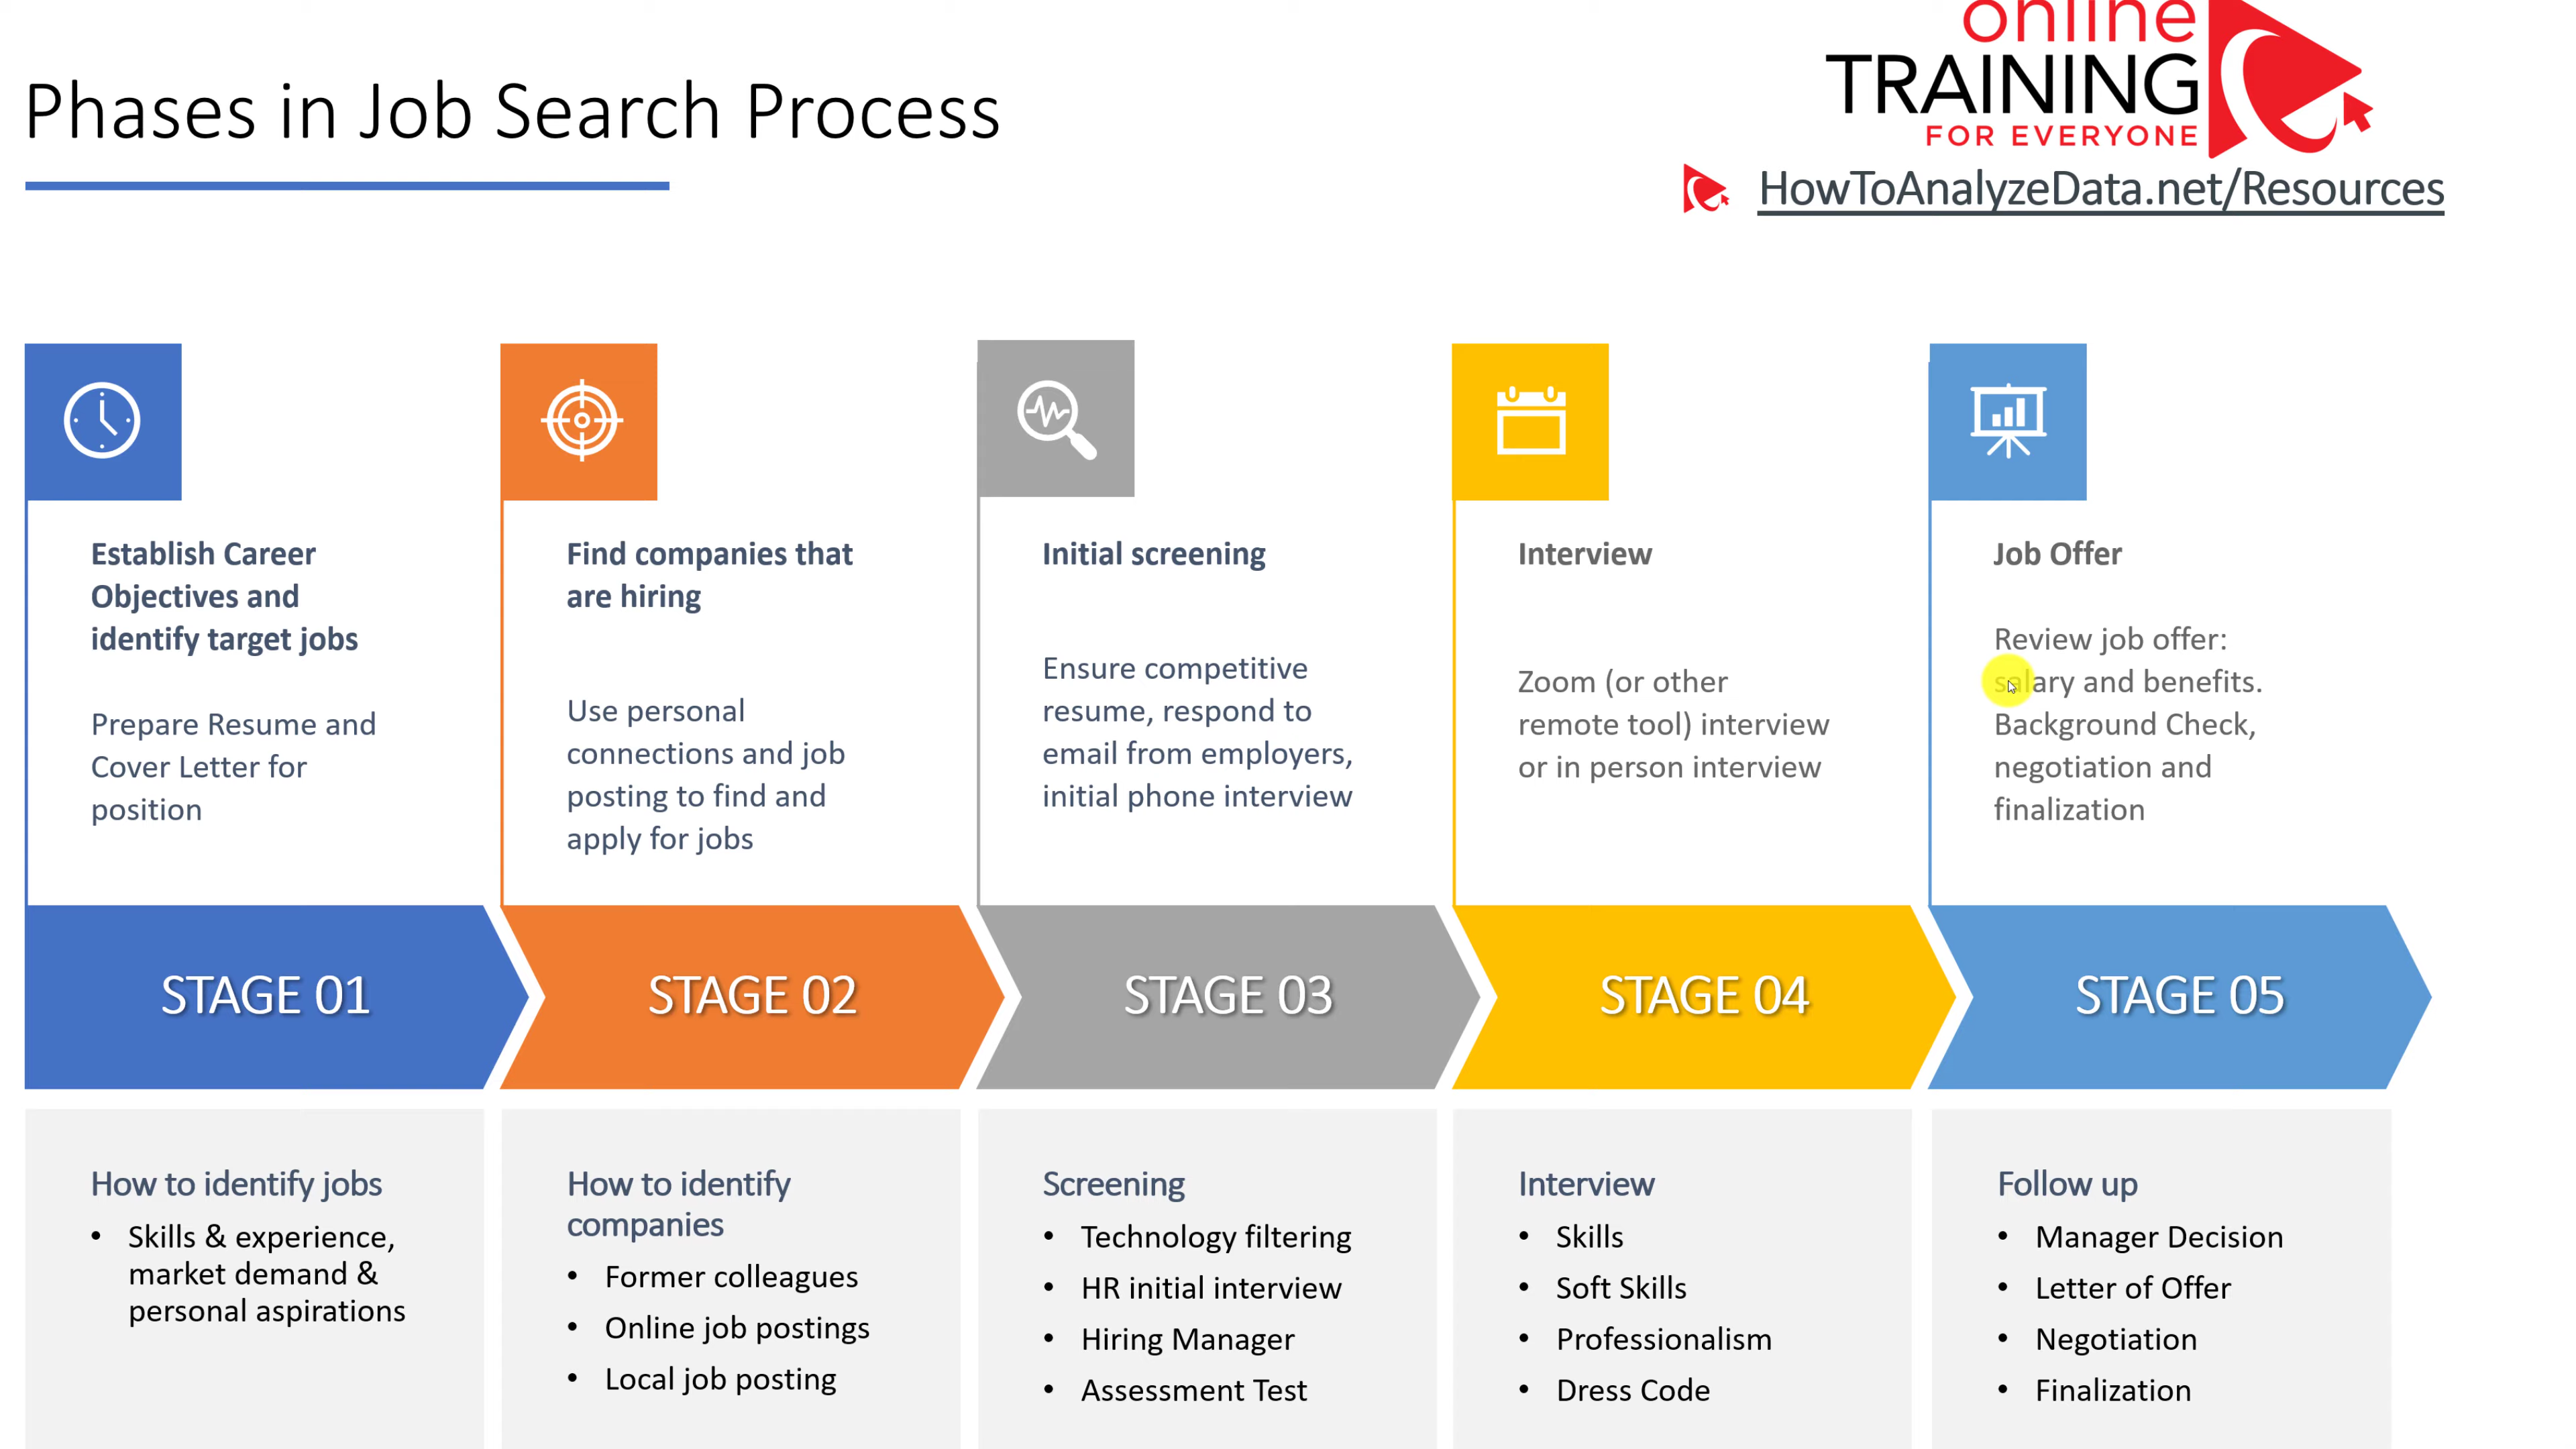 online
TRAINING
FOR EVERYONE
Phases in Job Search Process
HowToAnalyzeData.net/Resources
Establish Career
Objectives and
identify target jobs
Prepare Resume and
Cover Letter for
position
Find companies that
are hiring
Use personal
connections and job
posting to find and
apply for jobs
Initial screening
Ensure competitive
resume, respond to
email from employers,
initial phone interview
Interview
Zoom (or other
remote tool) interview
or in person interview
Job Offer
Review job offer:
salary and benefits.
Background Check,
negotiation and
finalization
STAGE 01
STAGE 02
STAGE 03
STAGE 04
STAGE 05
How to identify jobs
• Skills & experience,
market demand &
personal aspirations
How to identify
companies
• Former colleagues
• Online job postings
• Local job posting
Screening
• Technology filtering
• HR initial interview
• Hiring Manager
• Assessment Test
Interview
• Skills
• Soft Skills
• Professionalism
• Dress Code
Follow up
• Manager Decision
• Letter of Offer
• Negotiation
• Finalization